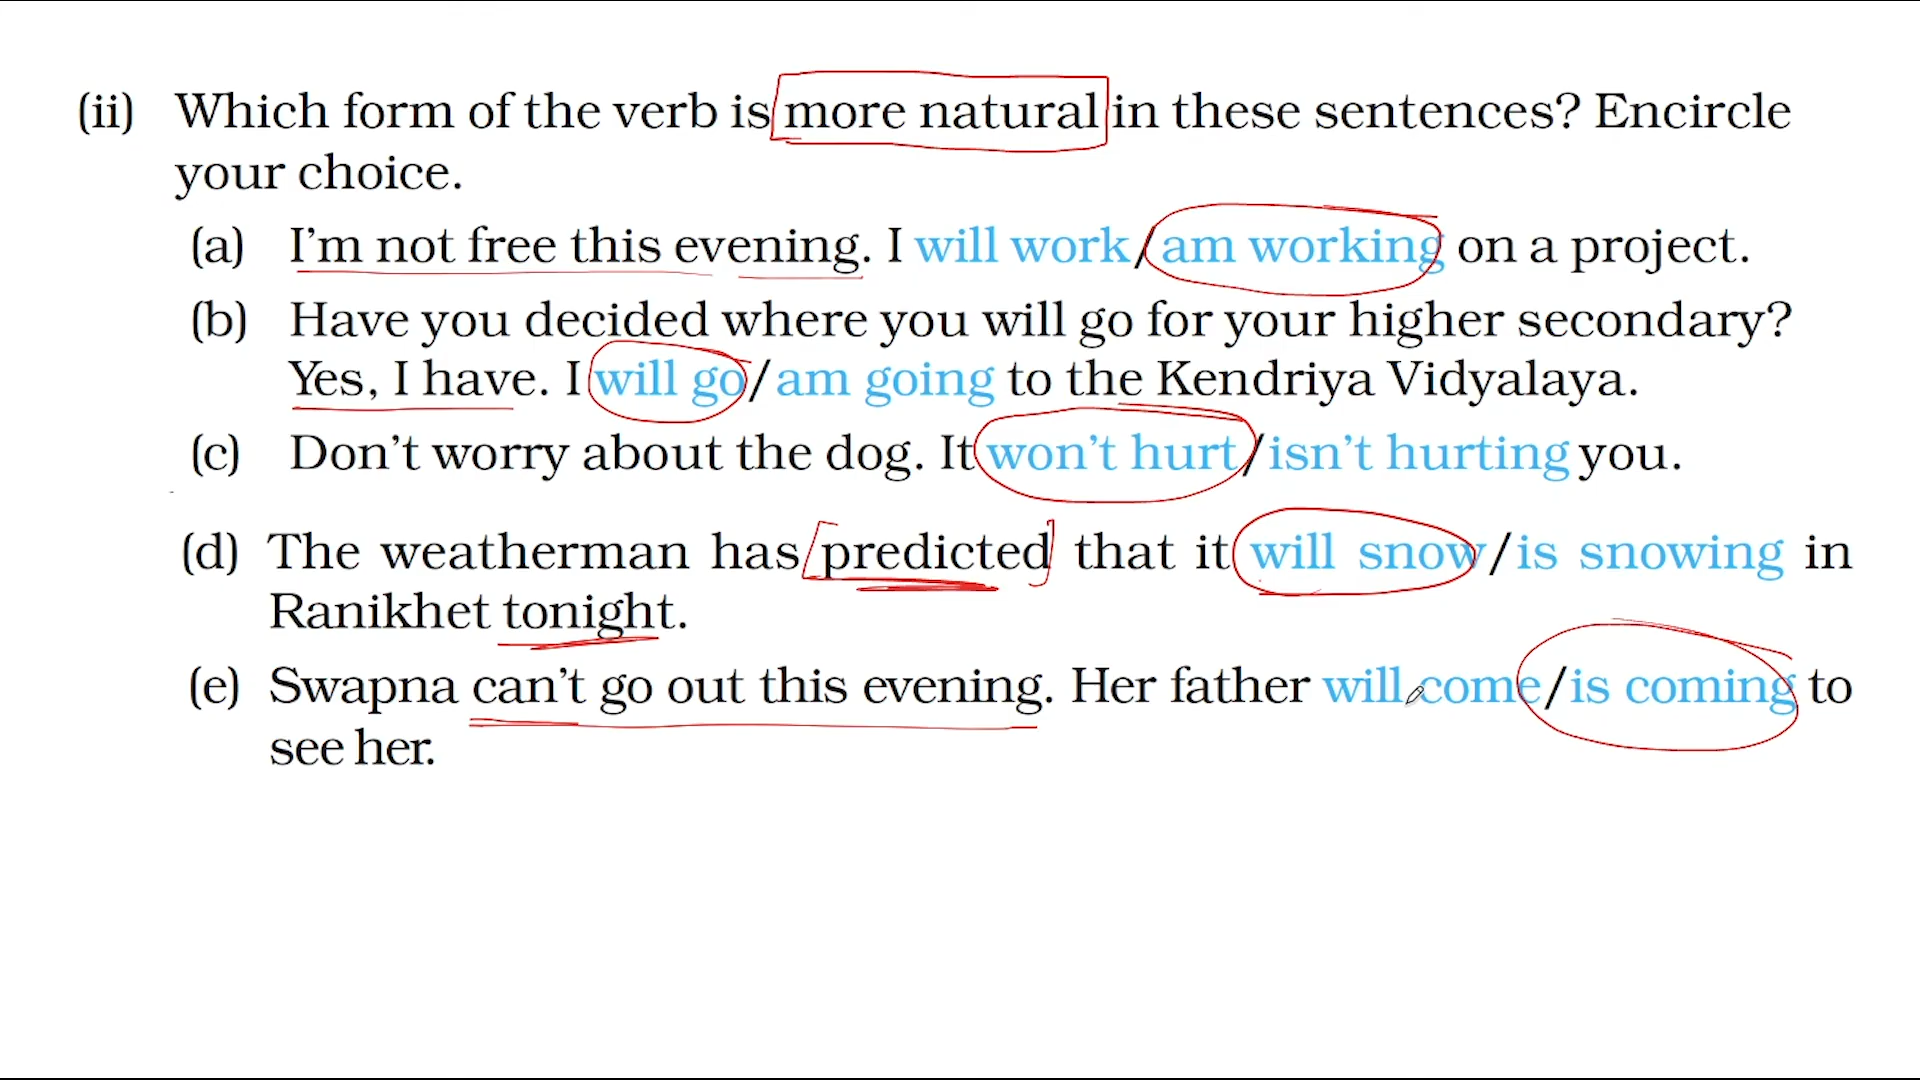 (ii) Which form of the verb is more natural in these sentences? Encircle
your choice.
(a) I'm not free this evening. I will work/am working on a project.
(b) Have you decided where you will go for your higher secondary?
Yes, I have. I will go/am going to the Kendriya Vidyalaya.
(c) Don't worry about the dog. It won't hurt/isn't hurting you.
(d) The weatherman has predicted that it will snow/is snowing in
Ranikhet tonight.
(e) Swapna can't go out this evening. Her father will come/is coming to
see her.